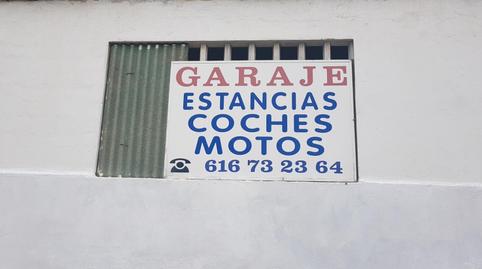 GARAJE
ESTANCIAS
COCHES
MOTOS
616 73 23 64